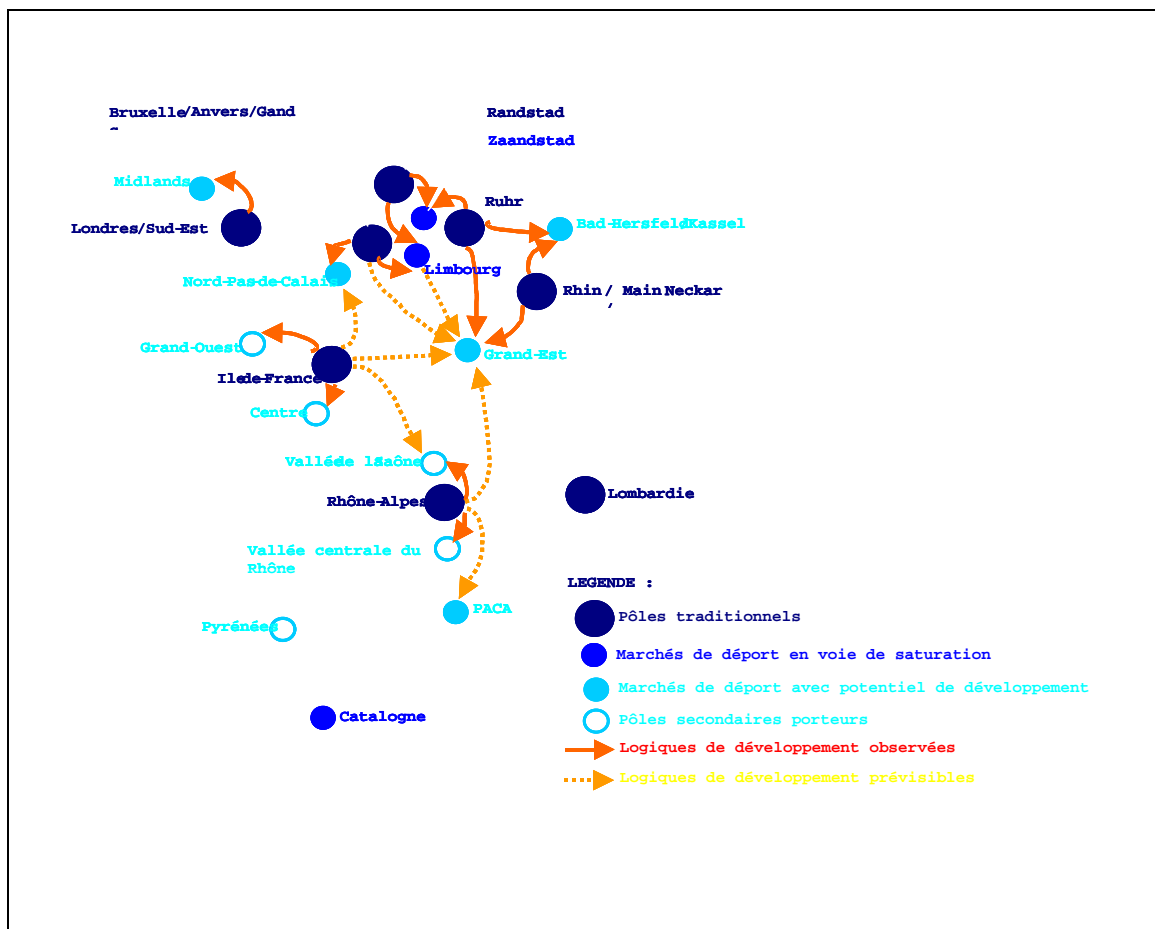 Bruxelle/Anvers/Gand
s
Randstad
Zaandstad
Midlands
Ruhr
Londres/Sud-Est
Bad-Hersfeld/Kassel
Limbourg
Nord-Pas-de-Calais
Rhin / Main Neckar
/
Grand-Ouest
Grand-Est
Ile-de-France
Centre
Vallée de la Saône
Rhône-Alpes
Lombardie
Vallée centrale du
Rhône
LEGENDE :
PACA
Pôles traditionnels
Pyrénées
Marchés de déport en voie de saturation
Marchés de déport avec potentiel de développement
Catalogne
Pôles secondaires porteurs
Logiques de développement observées
Logiques de développement prévisibles